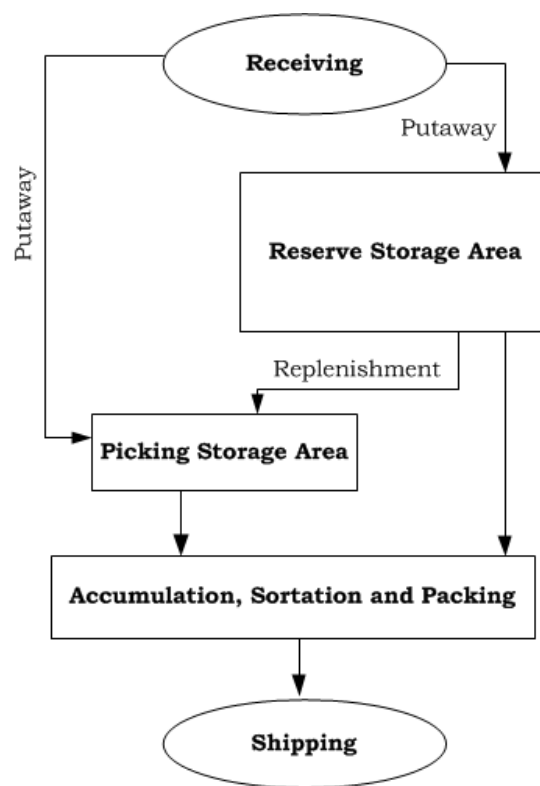 Receiving
Putaway
Putaway
Reserve Storage Area
Replenishment
Picking Storage Area
Accumulation, Sortation and Packing
Shipping